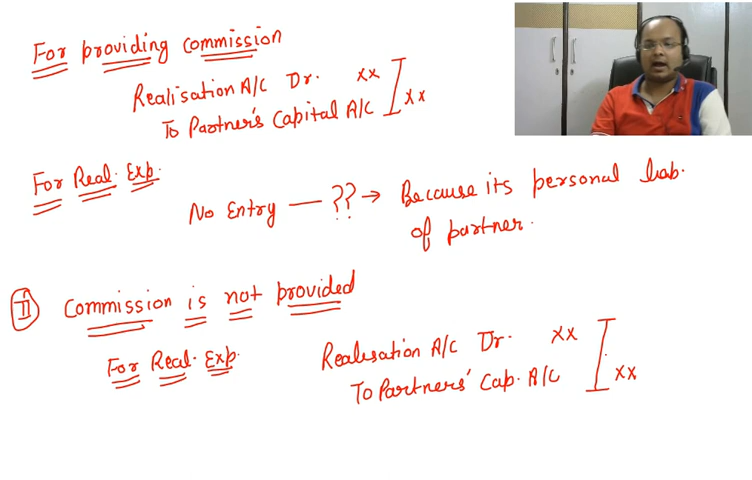 For providing commission
Realisation A/C Dr. xx
To Partner's Capital A/C xx
For Real. Exp.
No Entry — ?? → Because its personal liab.
of partner.
II Commission is not provided
For Real. Exp.
Realisation A/C Dr. xx
To Partners' Cap. A/C xx